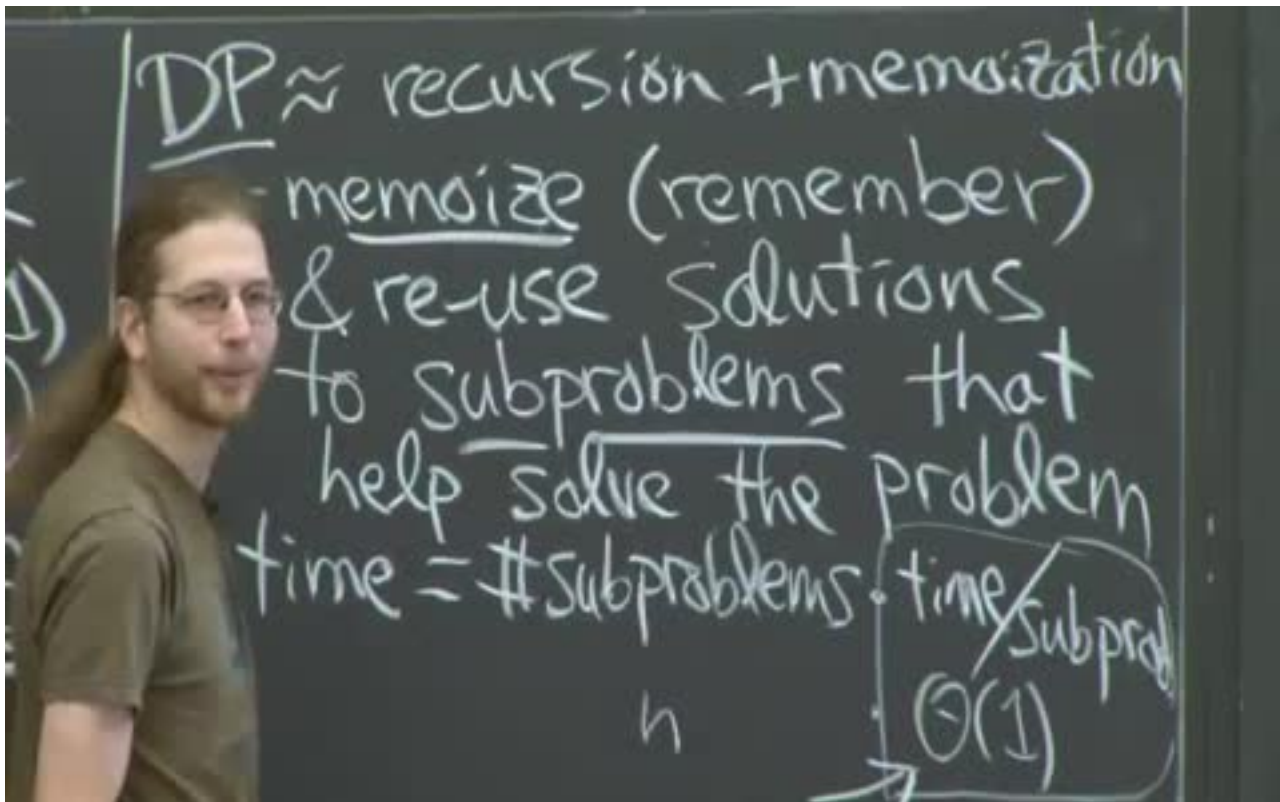 DP ≈ recursion + memoization
- memoize (remember)
& re-use solutions
to subproblems that
help solve the problem
time = #subproblems · time/subprob
n · Θ(1)
1)